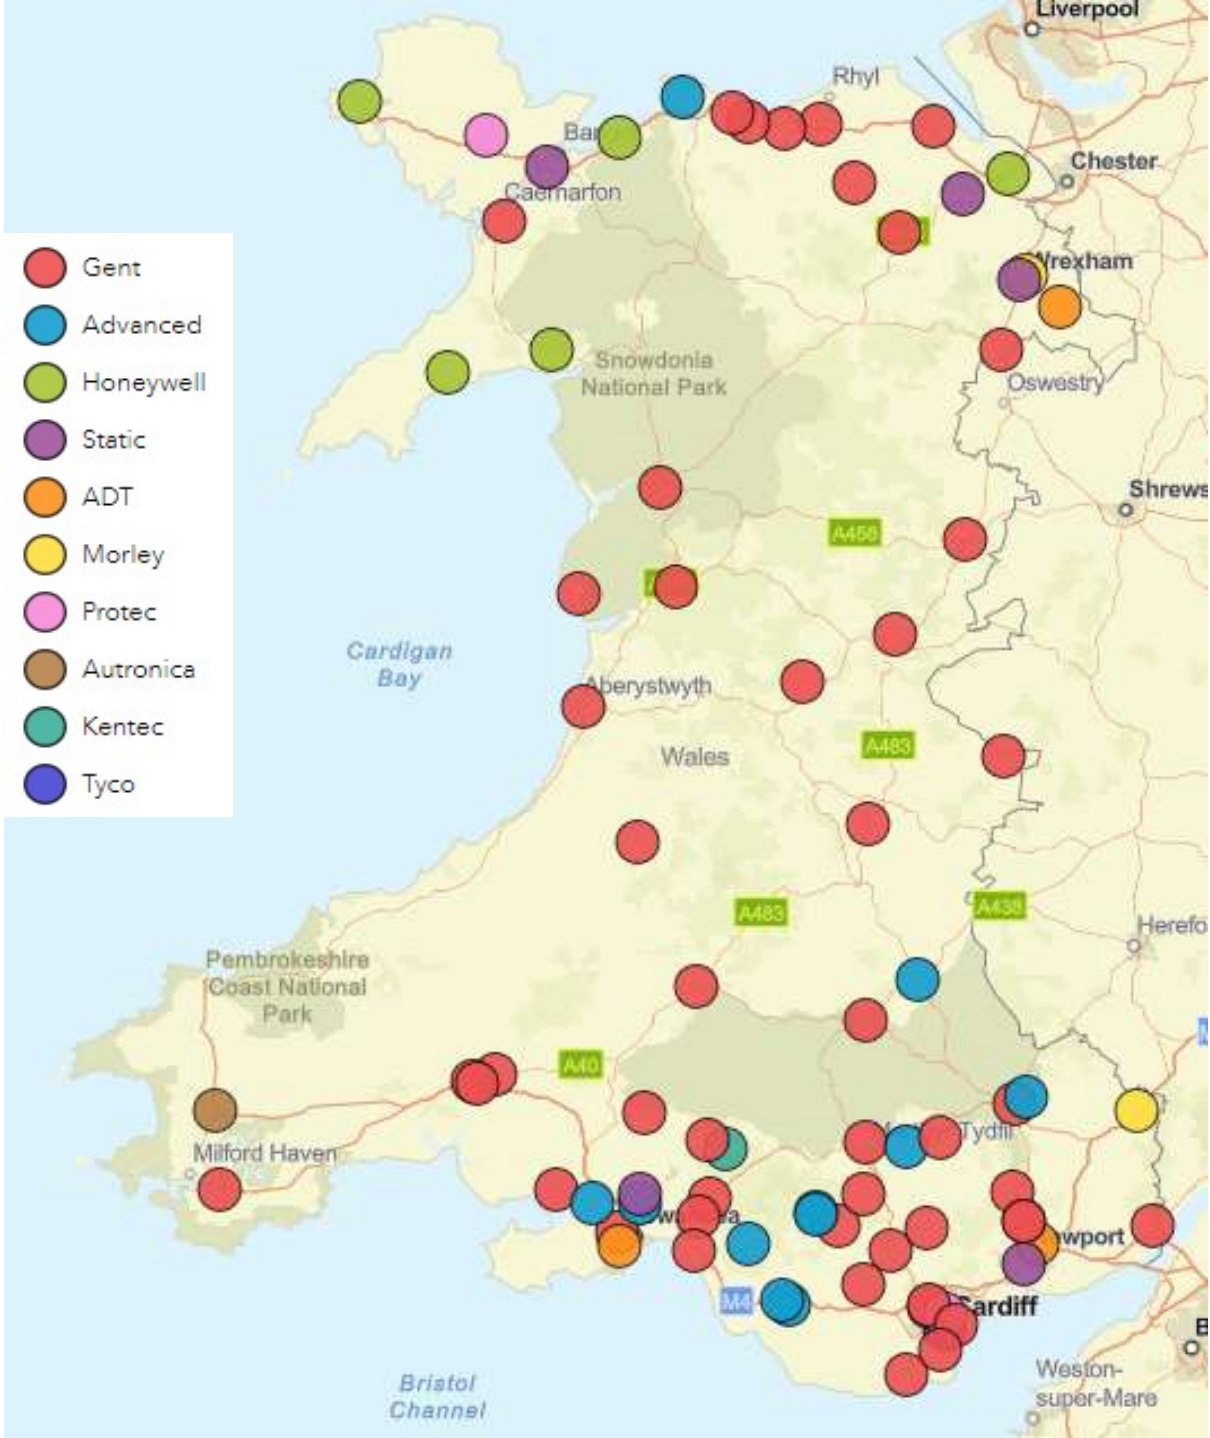 Liverpool
Rhyl
Chester
Caernarfon
Wrexham
Gent
Advanced
Honeywell
Static
ADT
Morley
Protec
Autronica
Kentec
Tyco
Snowdonia
National Park
Oswestry
Shrews
A458
Cardigan
Bay
Aberystwyth
Wales
A483
A483
A438
Herefo
Pembrokeshire
Coast National
Park
A40
Tydfil
Milford Haven
M4
Cardiff
Bristol
Channel
Weston-
super-Mare